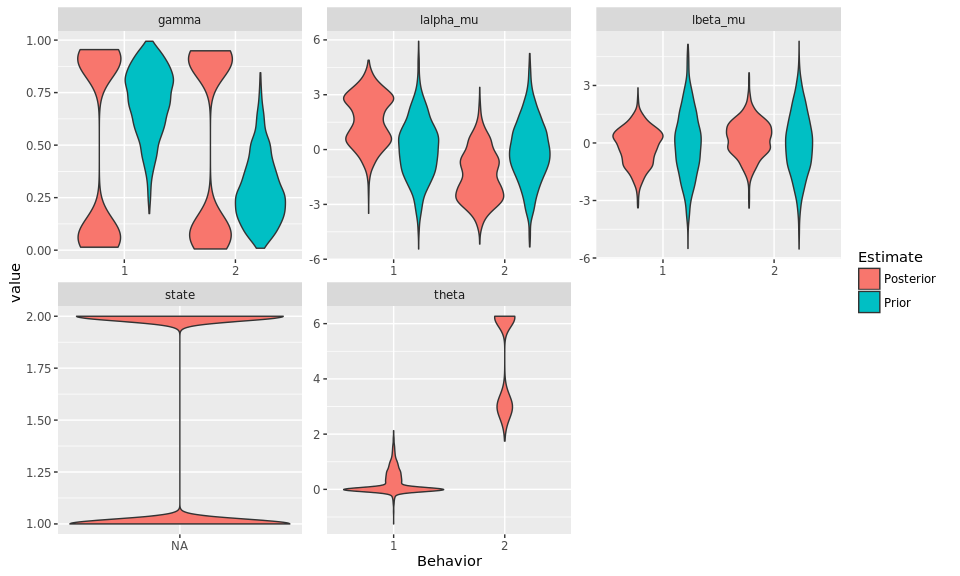 gamma
lalpha_mu
lbeta_mu
1.00
0.75
0.50
0.25
0.00
1
2
6
3
0
-3
-6
1
2
3
0
-3
-6
1
2
value
state
theta
2.00
1.75
1.50
1.25
1.00
NA
6
4
2
0
1
2
Behavior
Estimate
Posterior
Prior